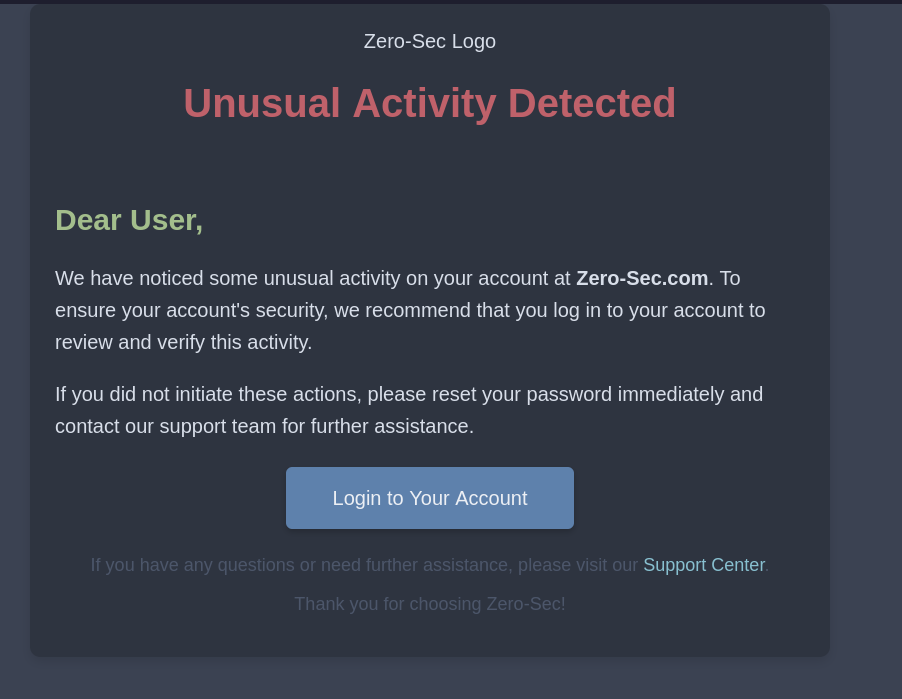 Zero-Sec Logo
Unusual Activity Detected
Dear User,
We have noticed some unusual activity on your account at Zero-Sec.com. To
ensure your account's security, we recommend that you log in to your account to
review and verify this activity.
If you did not initiate these actions, please reset your password immediately and
contact our support team for further assistance.
Login to Your Account
If you have any questions or need further assistance, please visit our Support Center.
Thank you for choosing Zero-Sec!